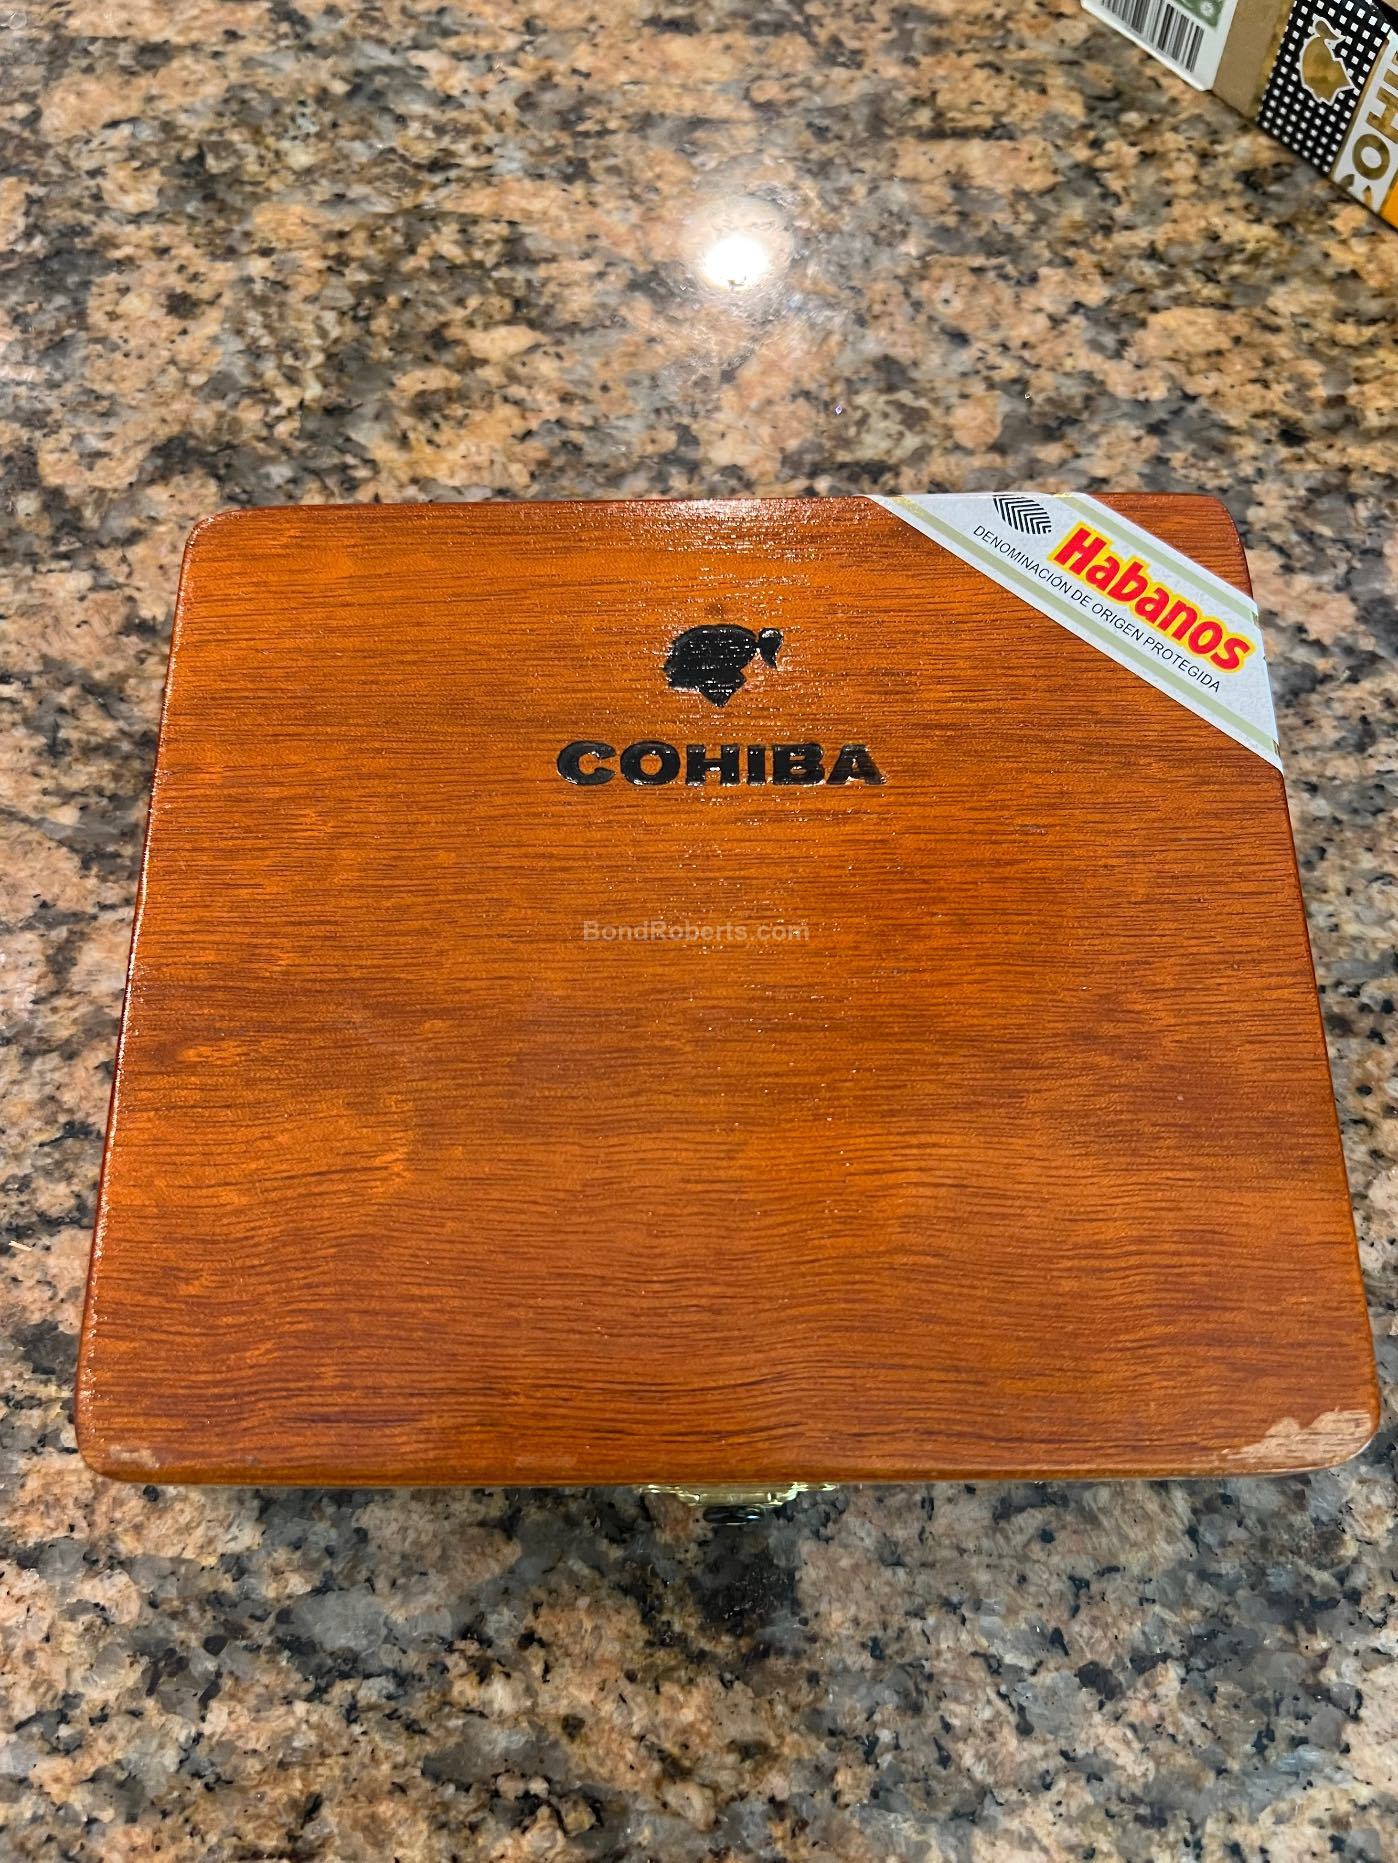 Habanos
DENOMINACIÓN DE ORIGEN PROTEGIDA
COHIBA
BondRoberts.com